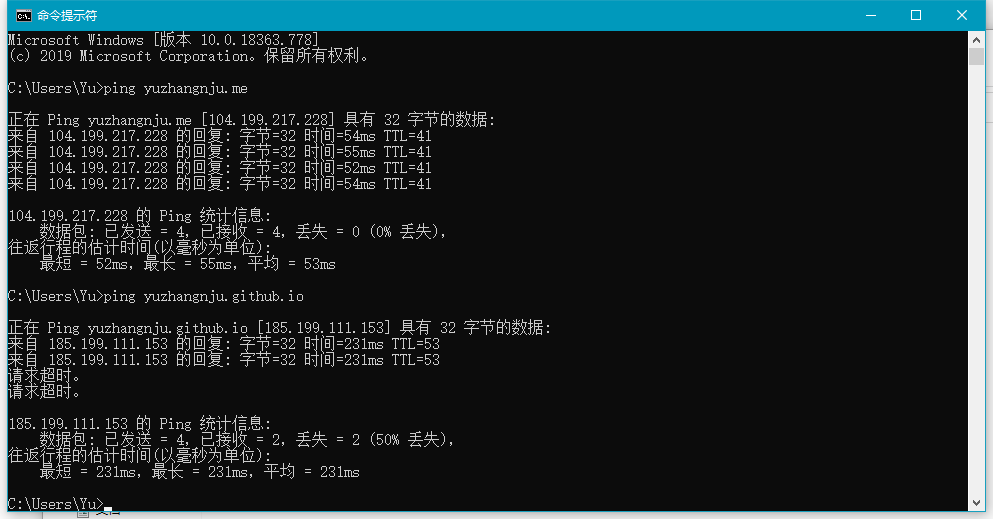 命令提示符
Microsoft Windows [版本 10.0.18363.778]
(c) 2019 Microsoft Corporation。保留所有权利。
C:\Users\Yu>ping yuzhangnju.me
正在 Ping yuzhangnju.me [104.199.217.228] 具有 32 字节的数据:
来自 104.199.217.228 的回复: 字节=32 时间=54ms TTL=41
来自 104.199.217.228 的回复: 字节=32 时间=55ms TTL=41
来自 104.199.217.228 的回复: 字节=32 时间=52ms TTL=41
来自 104.199.217.228 的回复: 字节=32 时间=54ms TTL=41
104.199.217.228 的 Ping 统计信息:
数据包: 已发送 = 4，已接收 = 4，丢失 = 0 (0% 丢失)，
往返行程的估计时间(以毫秒为单位):
最短 = 52ms，最长 = 55ms，平均 = 53ms
C:\Users\Yu>ping yuzhangnju.github.io
正在 Ping yuzhangnju.github.io [185.199.111.153] 具有 32 字节的数据:
来自 185.199.111.153 的回复: 字节=32 时间=231ms TTL=53
来自 185.199.111.153 的回复: 字节=32 时间=231ms TTL=53
请求超时。
请求超时。
185.199.111.153 的 Ping 统计信息:
数据包: 已发送 = 4，已接收 = 2，丢失 = 2 (50% 丢失)，
往返行程的估计时间(以毫秒为单位):
最短 = 231ms，最长 = 231ms，平均 = 231ms
C:\Users\Yu>